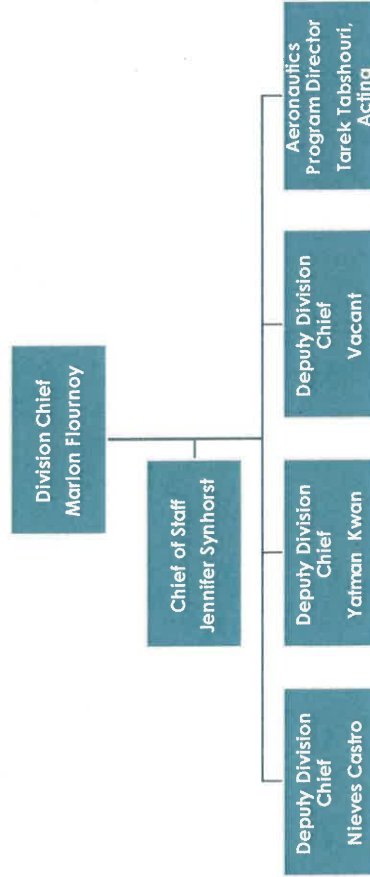 Division Chief
Marlon Flournoy
Chief of Staff
Jennifer Synhorst
Deputy Division
Chief
Nieves Castro
Deputy Division
Chief
Yatman Kwan
Deputy Division
Chief
Vacant
Aeronautics
Program Director
Tarek Tabshouri,
Acting